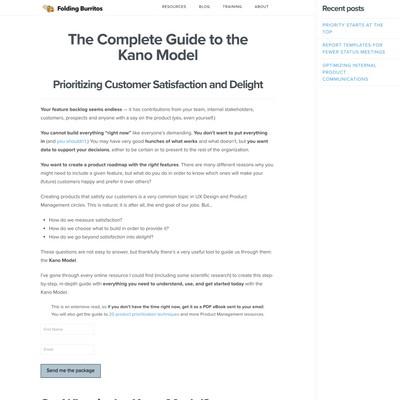 Folding Burritos
RESOURCES BLOG TRAINING ABOUT
The Complete Guide to the
Kano Model
Prioritizing Customer Satisfaction and Delight
Your feature backlog seems endless — it has contributions from your team, internal stakeholders,
customers, prospects and anyone with a say on the product (yes, even yourself.)
You cannot build everything "right now" like everyone's demanding. You don't want to put everything
in (and you shouldn't.) You may have very good hunches of what works and what doesn't, but you want
data to support your decisions, either to be certain or to present to the rest of the organization.
You want to create a product roadmap with the right features. There are many different reasons why you
might need to include a given feature, but what do you do in order to know which ones will make your
(future) customers happy and prefer it over others?
Creating products that satisfy our customers is a very common topic in UX Design and Product
Management circles. This is natural; it is after all, the end goal of our jobs. But...
How do we measure satisfaction?
How do we choose what to build in order to provide it?
How do we go beyond satisfaction into delight?
These questions are not easy to answer, but thankfully there's a very useful tool to guide us through them:
the Kano Model.
I've gone through every online resource I could find (including some scientific research) to create this step-
by-step, in-depth guide with everything you need to understand, use, and get started today with the
Kano Model.
This is an extensive read, so if you don't have the time right now, get it as a PDF eBook sent to your email.
You will also get the guide to 20 product prioritization techniques and more Product Management resources.
First Name
Email
Send me the package
Recent posts
PRIORITY STARTS AT THE
TOP
REPORT TEMPLATES FOR
FEWER STATUS MEETINGS
OPTIMIZING INTERNAL
PRODUCT
COMMUNICATIONS